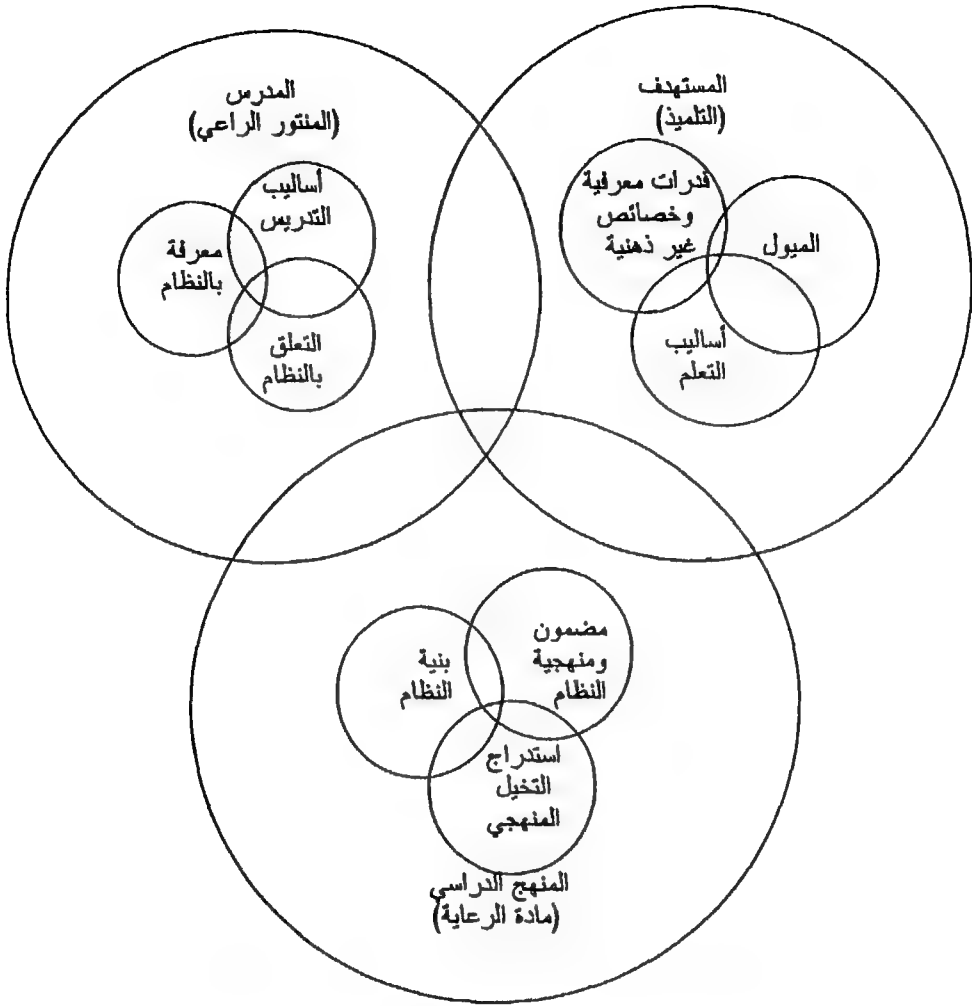 المدرس
(المنتور الراعي)
أساليب
التدريس
معرفة
بالنظام
التعلق
بالنظام
المستهدف
(التلميذ)
قدرات معرفية
وخصائص
غير ذهنية
الميول
أساليب
التعلم
مضمون
ومنهجية
النظام
بنية
النظام
استدراج
التخيل
المنهجي
المنهج الدراسي
(مادة الرعاية)